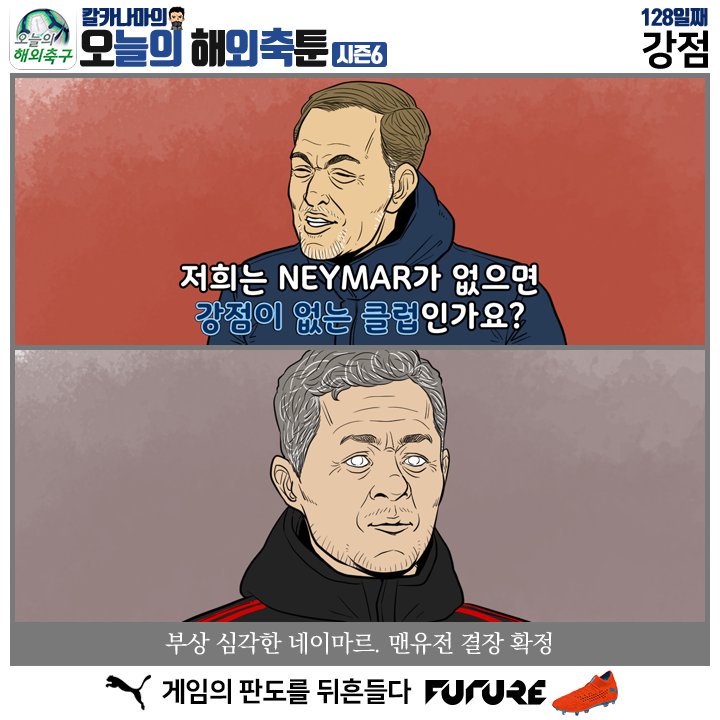 오늘의
해외축구
칼카나마의
오늘의 해외축툰
시즌6
128일째
강점
저희는 NEYMAR가 없으면
강점이 없는 클럽인가요?
부상 심각한 네이마르. 맨유전 결장 확정
게임의 판도를 뒤흔들다 FUTURE